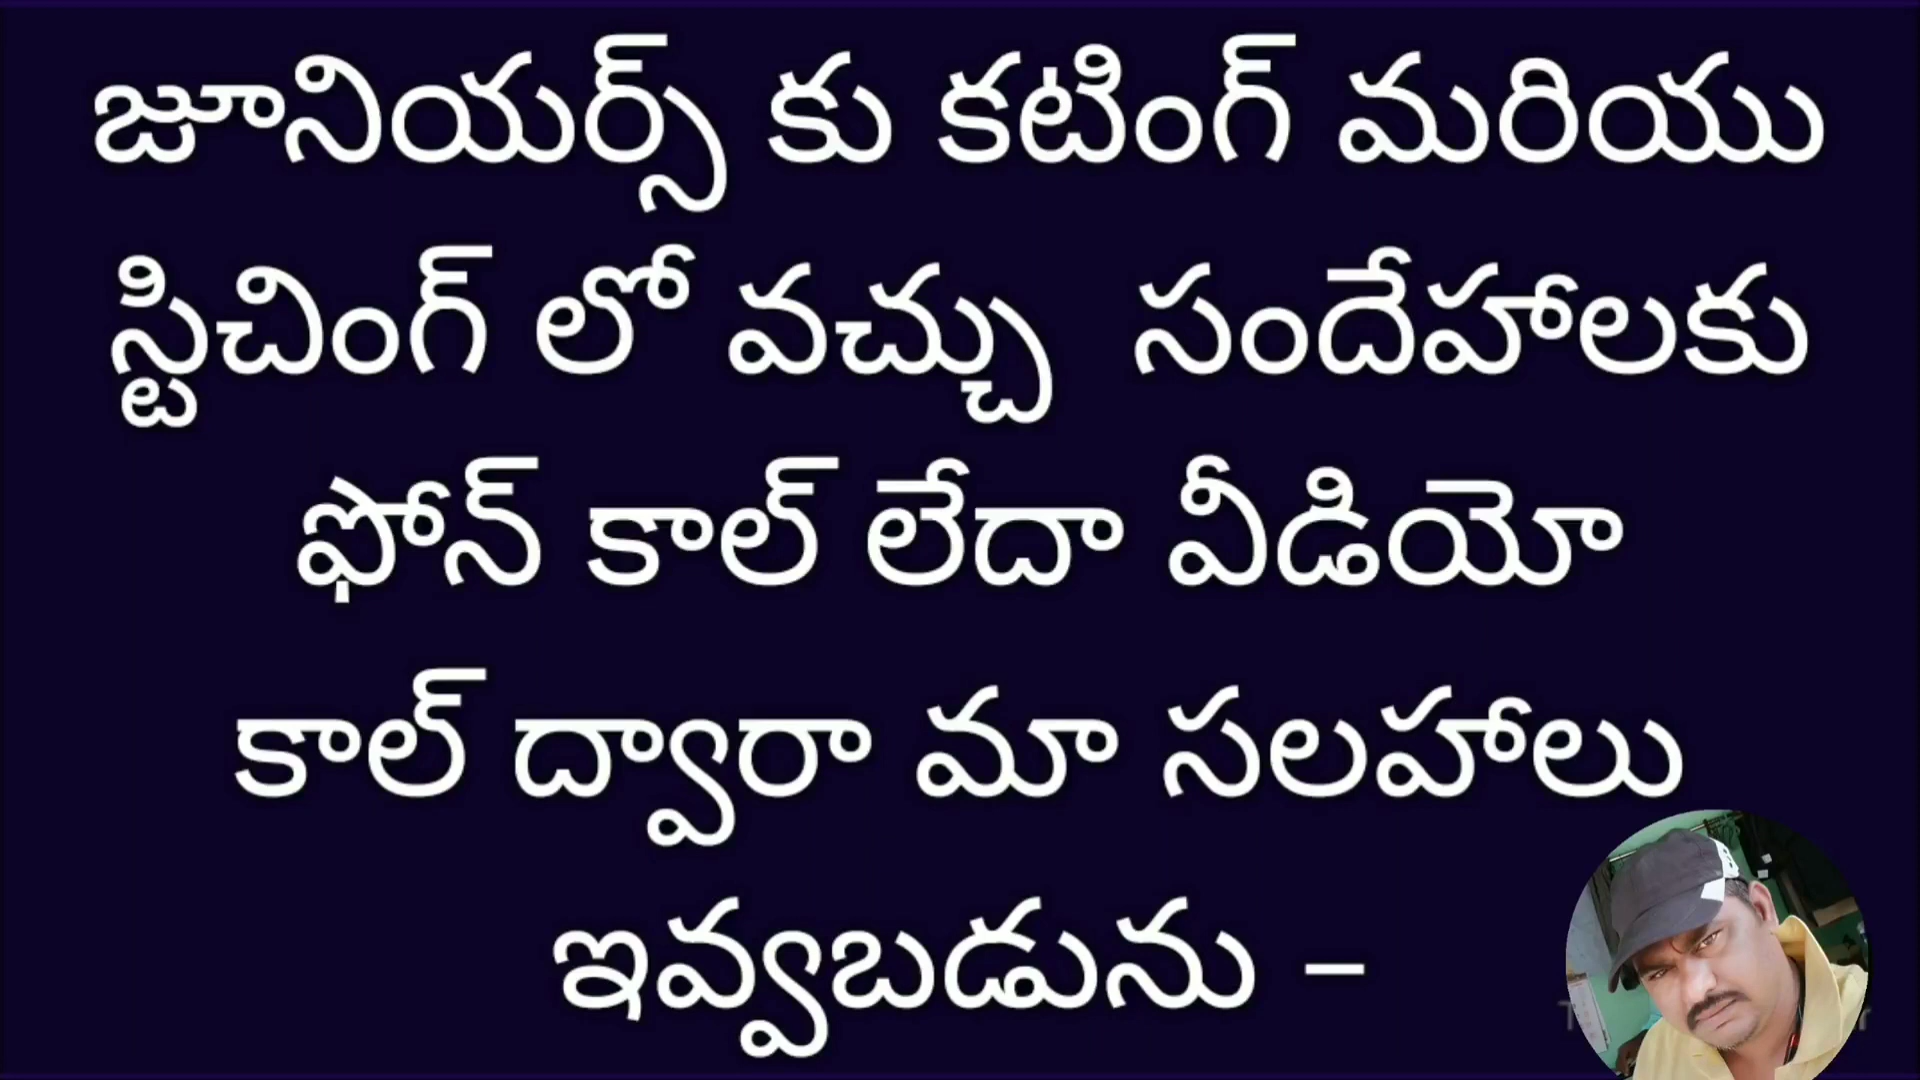 జూనియర్స్ కు కటింగ్ మరియు
స్టిచింగ్ లో వచ్చు సందేహాలకు
ఫోన్ కాల్ లేదా వీడియో
కాల్ ద్వారా మా సలహాలు
ఇవ్వబడును -